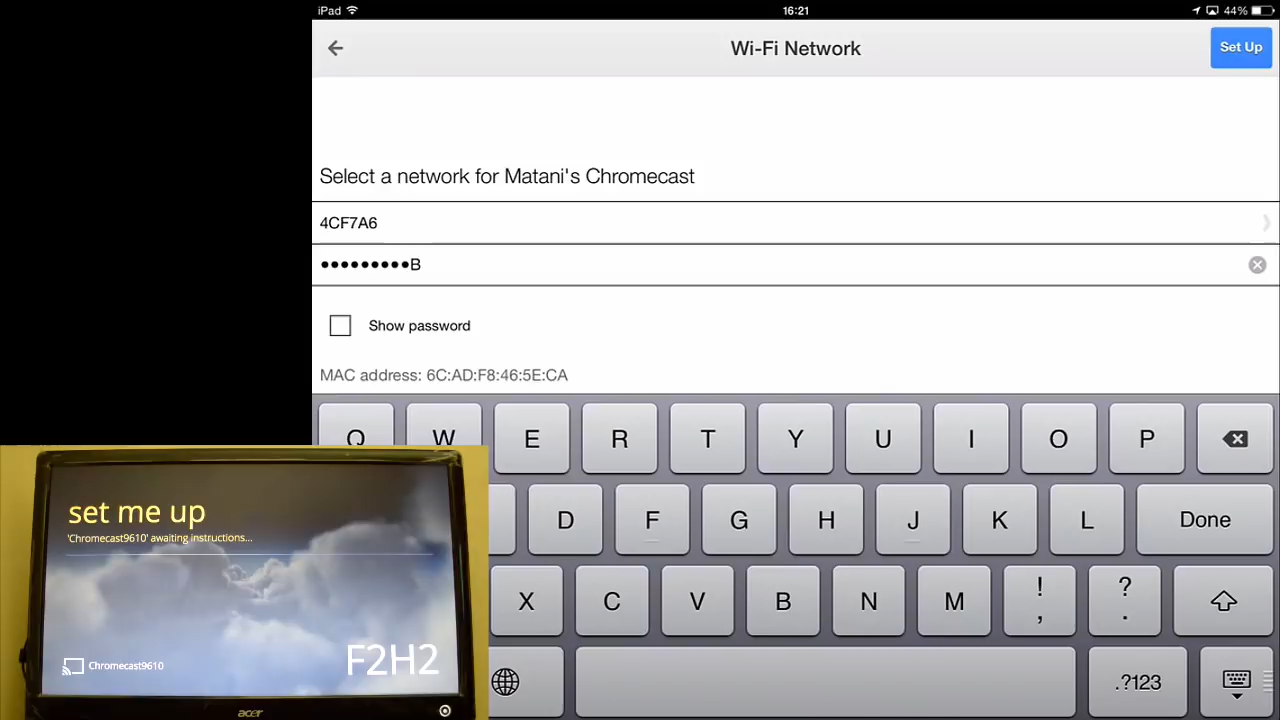 iPad 16:21 44%
Wi-Fi Network
Set Up
Select a network for Matani's Chromecast
4CF7A6
●●●●●●●●●B
Show password
MAC address: 6C:AD:F8:46:5E:CA
Q W E R T Y U I O P
D F G H J K L Done
X C V B N M ! , ? .
.?123
set me up
'Chromecast9610' awaiting instructions...
Chromecast9610
F2H2
acer